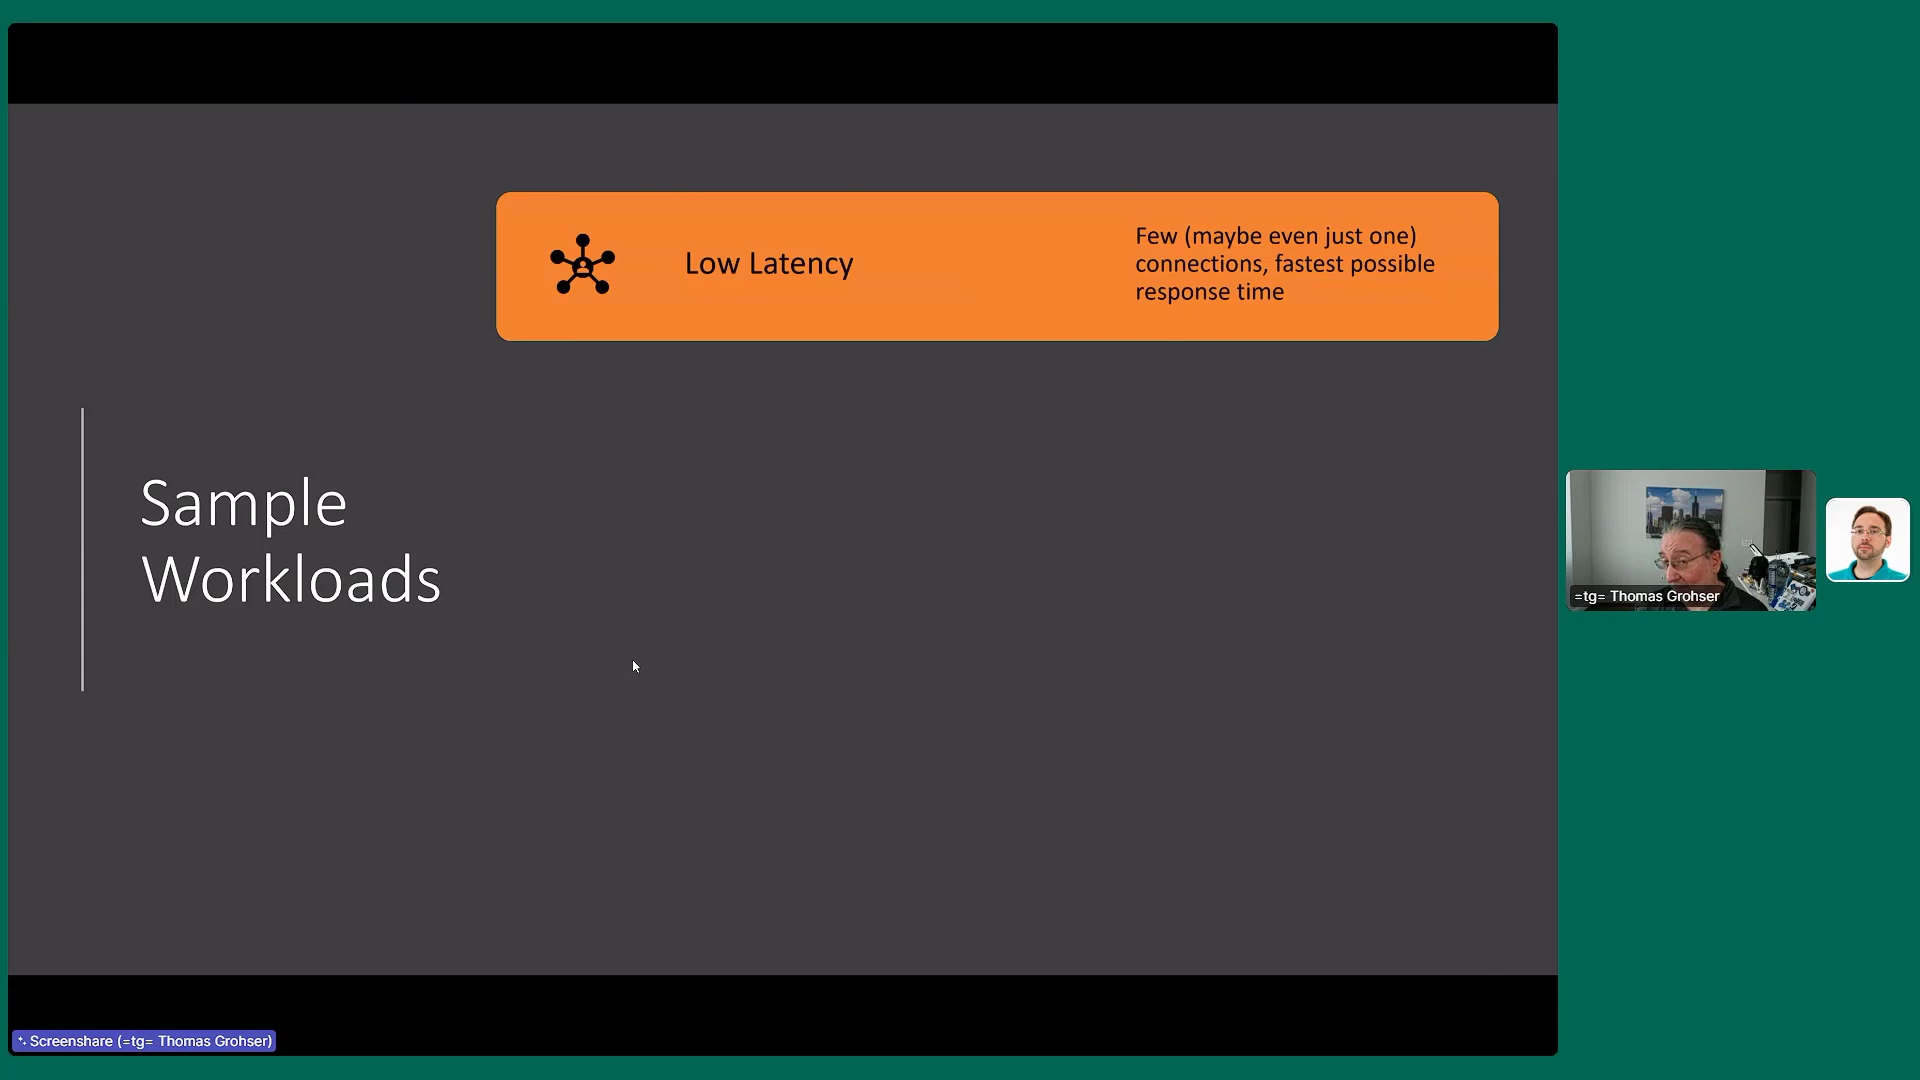 Low Latency
Few (maybe even just one)
connections, fastest possible
response time
Sample
Workloads
=tg= Thomas Grohser
Screenshare (=tg= Thomas Grohser)